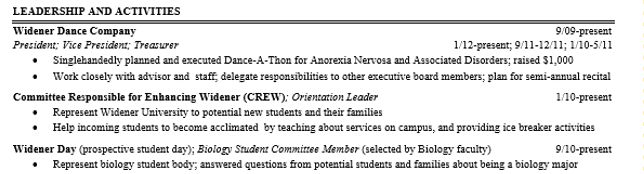 LEADERSHIP AND ACTIVITIES
Widener Dance Company 9/09-present
President; Vice President; Treasurer 1/12-present; 9/11-12/11; 1/10-5/11
• Singlehandedly planned and executed Dance-A-Thon for Anorexia Nervosa and Associated Disorders; raised $1,000
• Work closely with advisor and staff; delegate responsibilities to other executive board members; plan for semi-annual recital
Committee Responsible for Enhancing Widener (CREW); Orientation Leader 1/10-present
• Represent Widener University to potential new students and their families
• Help incoming students to become acclimated by teaching about services on campus, and providing ice breaker activities
Widener Day (prospective student day); Biology Student Committee Member (selected by Biology faculty) 9/10-present
• Represent biology student body; answered questions from potential students and families about being a biology major